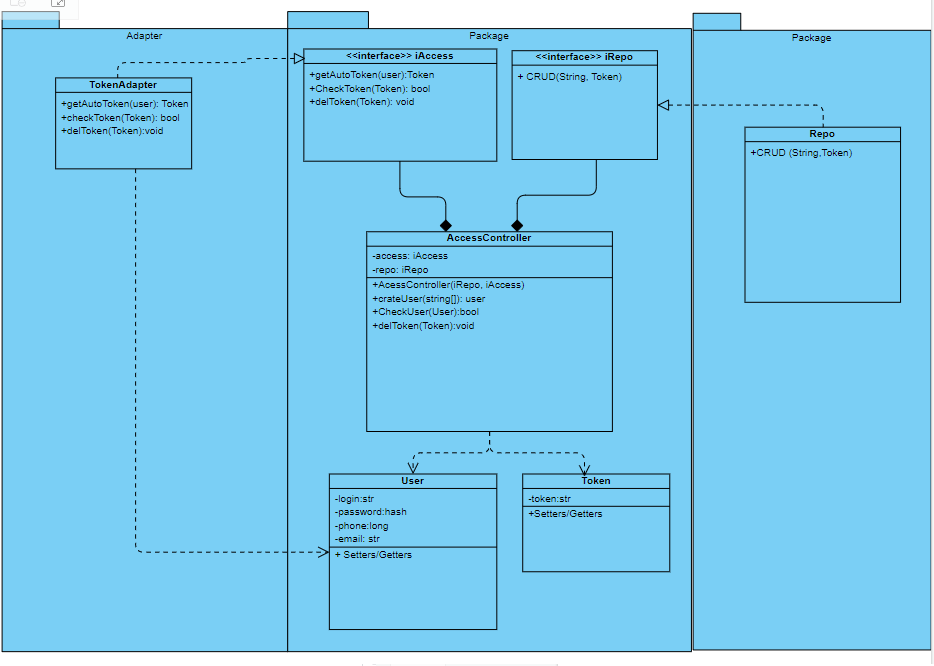 Adapter
TokenAdapter
+getAutoToken(user): Token
+checkToken(Token): bool
+delToken(Token):void
Package
<<interface>> iAccess
+getAutoToken(user):Token
+CheckToken(Token): bool
+delToken(Token): void
<<interface>> iRepo
+ CRUD(String, Token)
AccessController
-access: iAccess
-repo: iRepo
+AcessController(iRepo, iAccess)
+crateUser(string[]): user
+CheckUser(User):bool
+delToken(Token):void
User
-login:str
-password:hash
-phone:long
-email: str
+ Setters/Getters
Token
-token:str
+Setters/Getters
Package
Repo
+CRUD (String,Token)